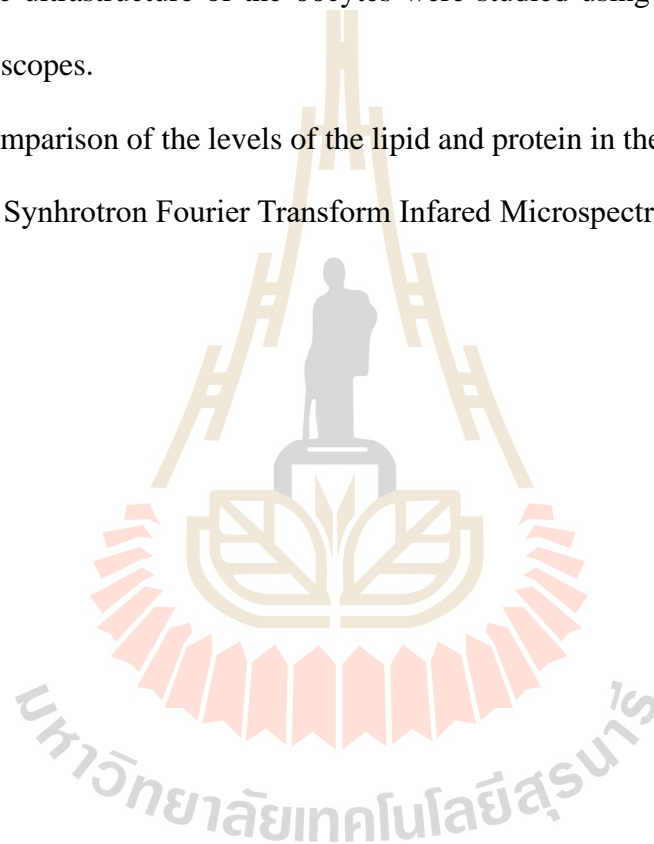 ultrastructure of the oocytes were studied using
scopes.
mparison of the levels of the lipid and protein in the
Synhrotron Fourier Transform Infared Microspectr
มหาวิทยาลัยเทคโนโลยีสุรนารี